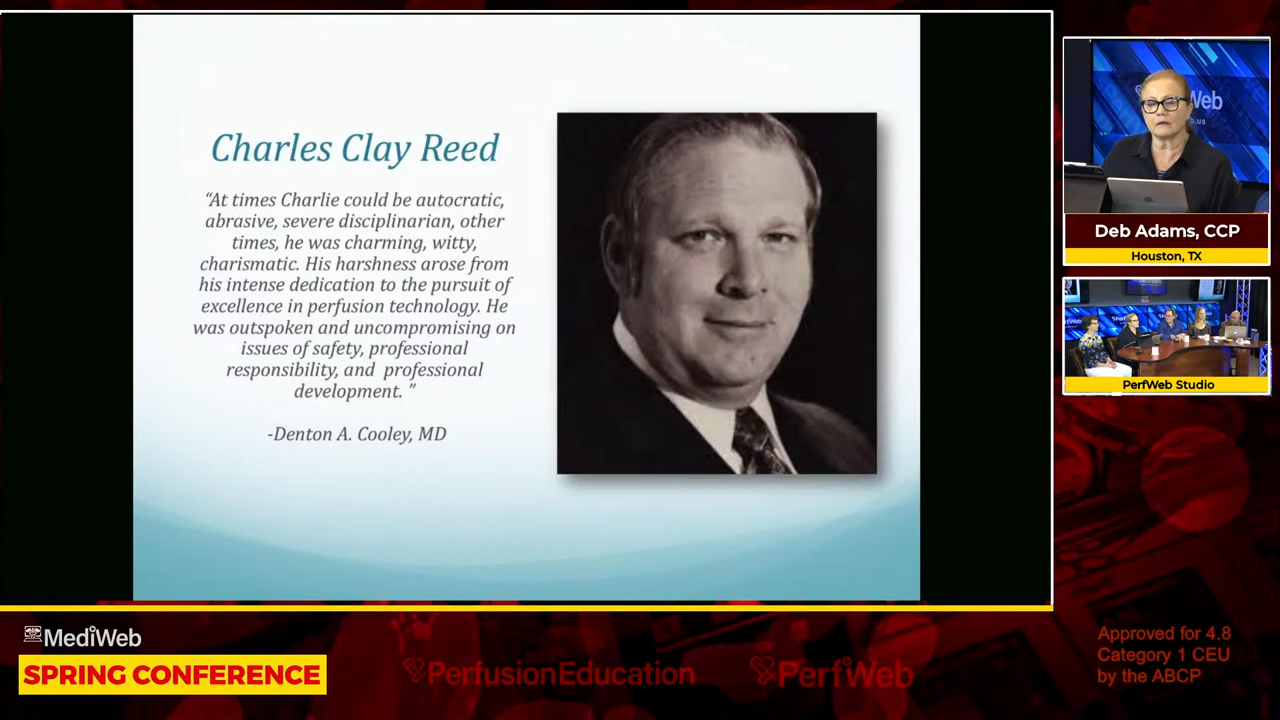 Charles Clay Reed
“At times Charlie could be autocratic,
abrasive, severe disciplinarian, other
times, he was charming, witty,
charismatic. His harshness arose from
his intense dedication to the pursuit of
excellence in perfusion technology. He
was outspoken and uncompromising on
issues of safety, professional
responsibility, and professional
development. ”
-Denton A. Cooley, MD
Web
Deb Adams, CCP
Houston, TX
PerfWeb
PerfWeb Studio
MediWeb
SPRING CONFERENCE
PerfusionEducation
PerfWeb
Approved for 4.8
Category 1 CEU
by the ABCP